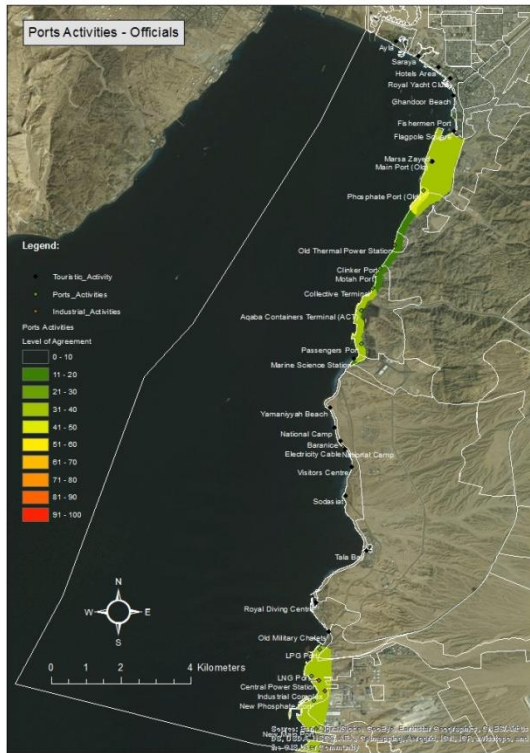 Ports Activities - Officials
Ayla
Saraya
Hotels Area
Royal Yacht Club
Ghandoor Beach
Fishermen Port
Flagpole Square
Marsa Zayed
Main Port (Old)
Phosphate Port (Old)
Legend:
Touristic_Activity
Ports_Activities
Industrial_Activities
Ports Activities
Level of Agreement
0 - 10
11 - 20
21 - 30
31 - 40
41 - 50
51 - 60
61 - 70
71 - 80
81 - 90
91 - 100
Old Thermal Power Station
Clinker Port
Motah Port
Collective Terminal
Aqaba Containers Terminal (ACT)
Passengers Port
Marine Science Station
Yamaniyyah Beach
National Camp
Baranice
Electricity Cable
National Camp
Visitors Centre
Sodasiat
Tala Bay
Royal Diving Centre
Old Military Chalets
LPG Port
LNG Port
Central Power Station
Industrial Complex
New Phosphate Port
N
W E
S
0 1 2 4 Kilometers